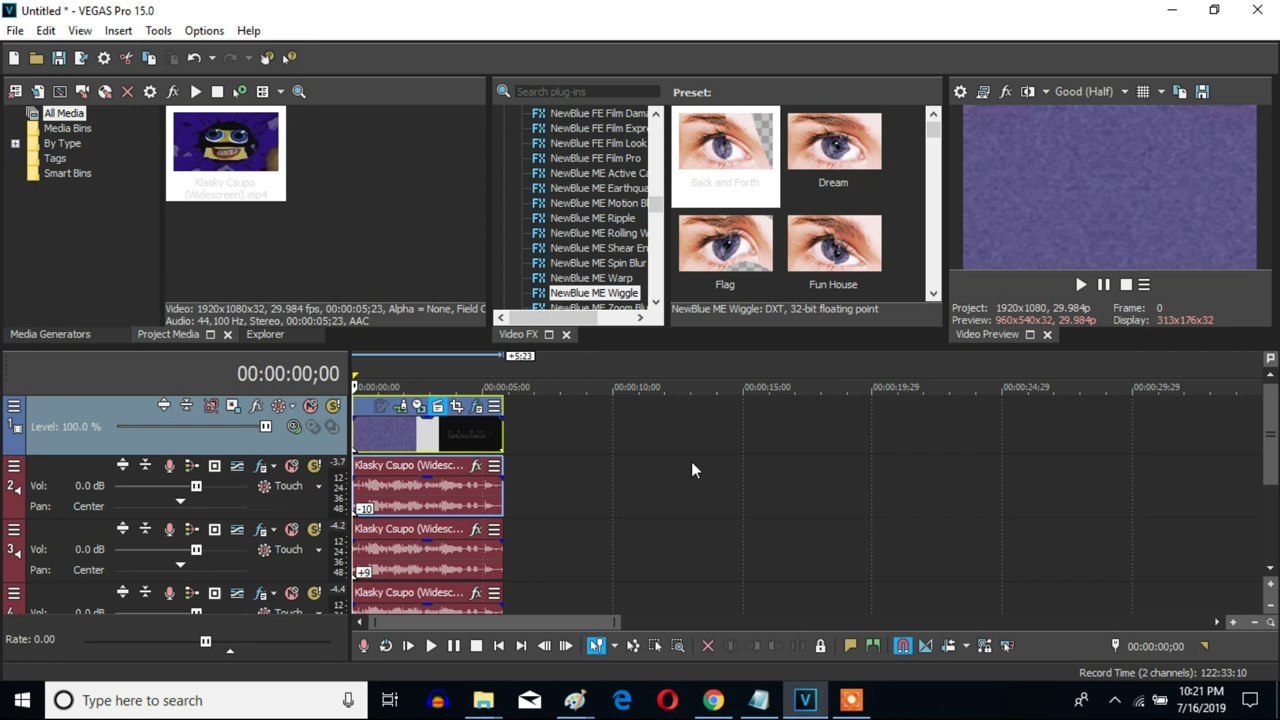 Untitled * - VEGAS Pro 15.0
File Edit View Insert Tools Options Help
Search plug-ins
Preset:
Good (Half)
All Media
Media Bins
By Type
Tags
Smart Bins
Klasky Csupo
(Widescreen).mp4
NewBlue FE Film Dama
NewBlue FE Film Expre
NewBlue FE Film Look
NewBlue FE Film Pro
NewBlue ME Active Ca
NewBlue ME Earthqua
NewBlue ME Motion Bl
NewBlue ME Ripple
NewBlue ME Rolling W
NewBlue ME Shear En
NewBlue ME Spin Blur
NewBlue ME Warp
NewBlue ME Wiggle
NewBlue ME Zoom Blu
Back and Forth
Dream
Flag
Fun House
Video: 1920x1080x32, 29.984 fps, 00:00:05;23, Alpha = None, Field O
Audio: 44,100 Hz, Stereo, 00:00:05;23, AAC
NewBlue ME Wiggle: DXT, 32-bit floating point
Project: 1920x1080, 29.984p
Frame: 0
Preview: 960x540x32, 29.984p
Display: 313x176x32
Media Generators
Project Media
Explorer
Video FX
Video Preview
+5;23
00:00:00;00
00:00:00;00
00:00:05;00
00:00:10;00
00:00:15;00
00:00:19;29
00:00:24;29
00:00:29;29
1
Level: 100.0 %
2
Vol: 0.0 dB
Touch
Pan: Center
-3.7
12
24
36
48
Klasky Csupo (Widesc...
-10
3
Vol: 0.0 dB
Touch
Pan: Center
-4.2
12
24
36
48
Klasky Csupo (Widesc...
+9
Vol: 0.0 dB
Touch
-4.4
12
Klasky Csupo (Widesc...
Rate: 0.00
00:00:00;00
Record Time (2 channels): 122:33:10
Type here to search
10:21 PM
7/16/2019